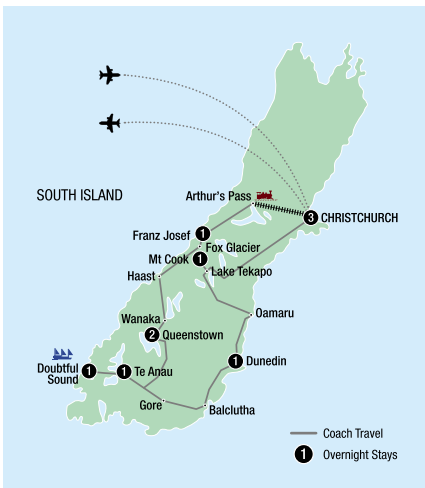 SOUTH ISLAND
Arthur's Pass
3 CHRISTCHURCH
Franz Josef 1
Fox Glacier
Mt Cook 1
Lake Tekapo
Haast
Oamaru
Wanaka
2 Queenstown
1 Dunedin
Doubtful
Sound
1
1 Te Anau
Gore
Balclutha
Coach Travel
1 Overnight Stays